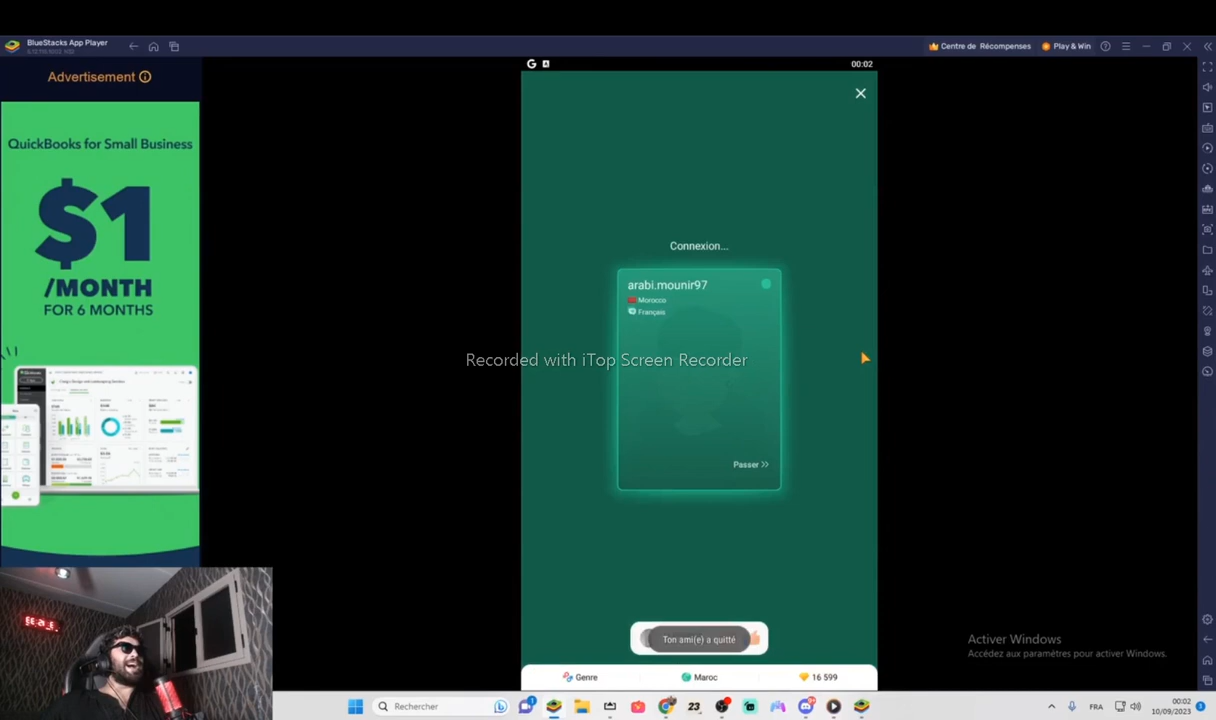 BlueStacks App Player
Centre de Récompenses
Play & Win
Advertisement
00:02
QuickBooks for Small Business
$1
/MONTH
FOR 6 MONTHS
Connexion...
arabi.mounir97
Morocco
Français
Recorded with iTop Screen Recorder
Passer >>
Ton ami(e) a quitté
Activer Windows
Accédez aux paramètres pour activer Windows.
Genre
Maroc
16 599
Rechercher
23
FRA
00:02
10/09/2023